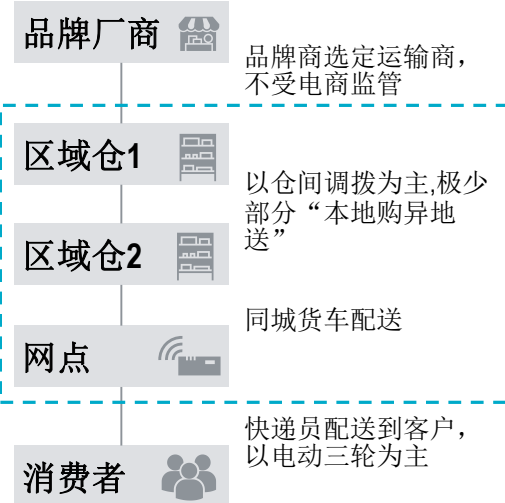 品牌厂商
品牌商选定运输商，
不受电商监管
区域仓1
以仓间调拨为主,极少
部分“本地购异地
送”
区域仓2
同城货车配送
网点
快递员配送到客户，
以电动三轮为主
消费者